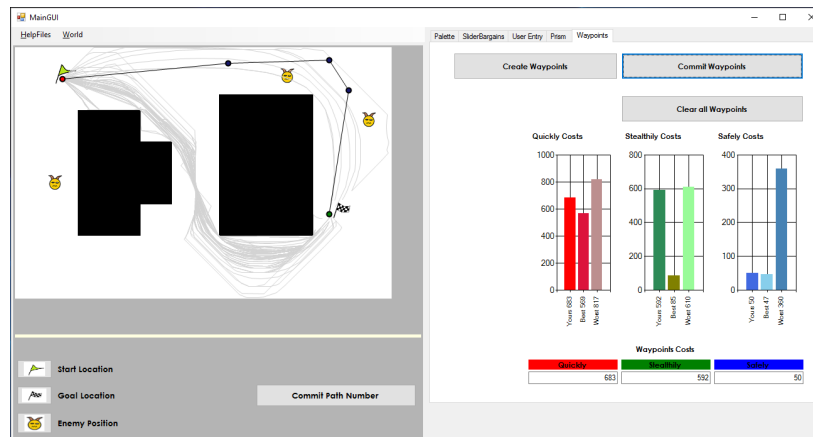 MainGUI
HelpFiles World
Palette SliderBargains User Entry Prism Waypoints
Create Waypoints Commit Waypoints
Clear all Waypoints
Quickly Costs Stealthily Costs Safely Costs
1000 800 400
800 600 300
600 400 200
400 200 100
200
0 0 0
Yours 683 Best 569 Worst 817 Yours 592 Best 85 Worst 610 Yours 50 Best 47 Worst 360
Waypoints Costs
Quickly Stealthily Safely
683 592 50
Start Location
Goal Location Commit Path Number
Enemy Position